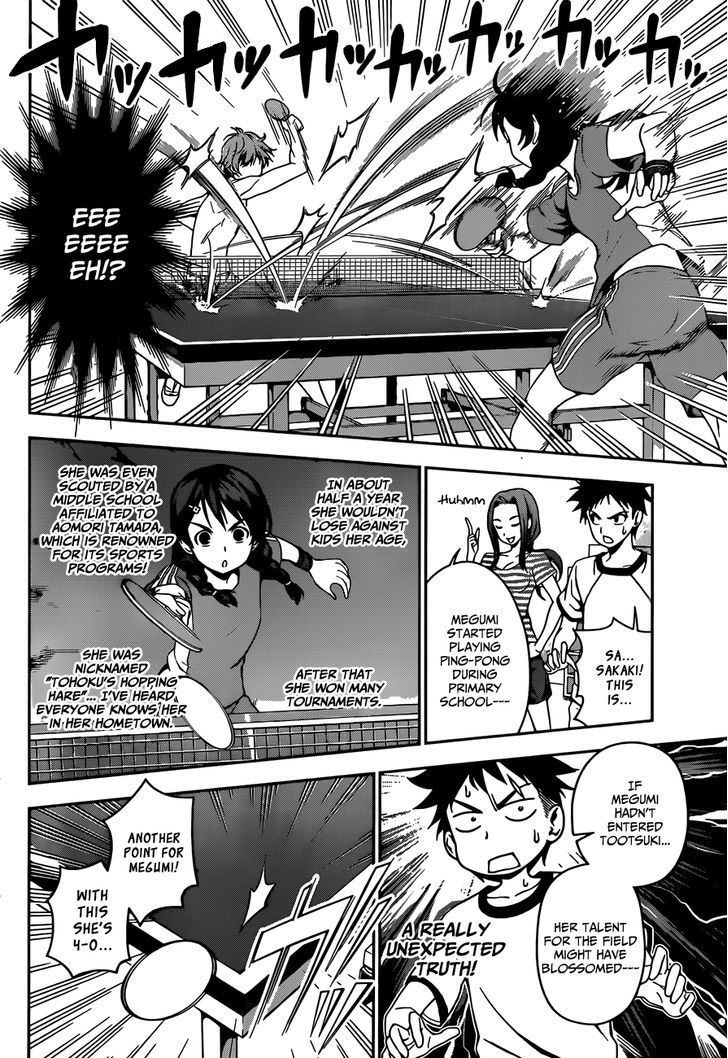 カッ カッ カッ カッ カッ カッ カッ
EEE
EEEE
EH!?
Huhmm
SA...
SAKAKI!
THIS
IS...
MEGUMI
STARTED
PLAYING
PING-PONG
DURING
PRIMARY
SCHOOL---
IN ABOUT
HALF A YEAR
SHE WOULDN'T
LOSE AGAINST
KIDS HER AGE,
AFTER THAT
SHE WON MANY
TOURNAMENTS.
SHE WAS EVEN
SCOUTED BY A
MIDDLE SCHOOL
AFFILIATED TO
AOMORI TAMADA,
WHICH IS RENOWNED
FOR ITS SPORTS
PROGRAMS!
SHE WAS
NICKNAMED
"TOHOKU'S HOPPING
HARE"... I'VE HEARD
EVERYONE KNOWS HER
IN HER HOMETOWN.
IF
MEGUMI
HADN'T
ENTERED
TOOTSUKI...
HER TALENT
FOR THE FIELD
MIGHT HAVE
BLOSSOMED---
A REALLY
UNEXPECTED
TRUTH!
ANOTHER
POINT FOR
MEGUMI!
WITH
THIS
SHE'S
4-0...